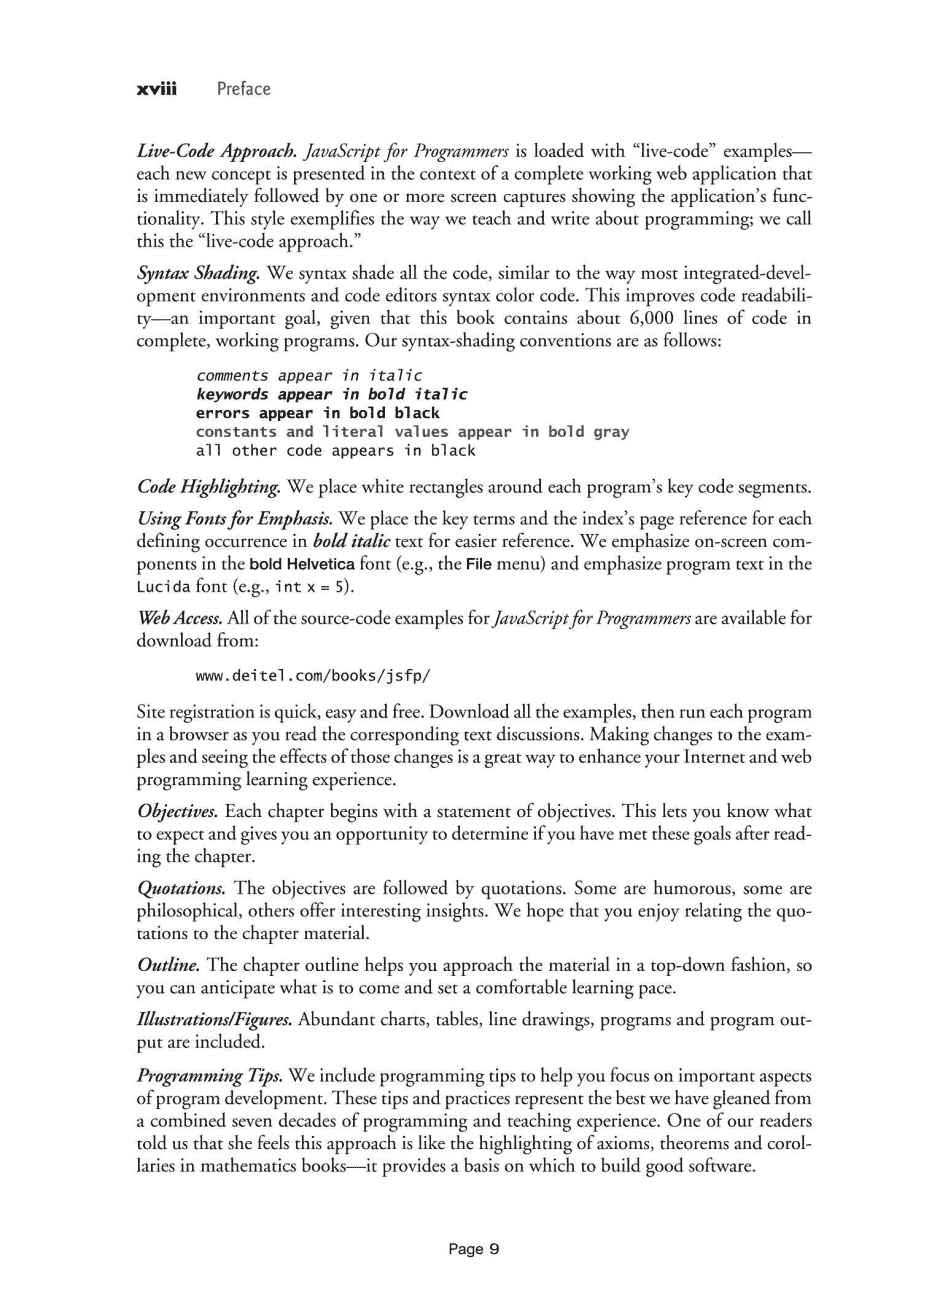 xviii Preface
Live-Code Approach. JavaScript for Programmers is loaded with “live-code” examples—
each new concept is presented in the context of a complete working web application that
is immediately followed by one or more screen captures showing the application’s func-
tionality. This style exemplifies the way we teach and write about programming; we call
this the “live-code approach.”
Syntax Shading. We syntax shade all the code, similar to the way most integrated-devel-
opment environments and code editors syntax color code. This improves code readabili-
ty—an important goal, given that this book contains about 6,000 lines of code in
complete, working programs. Our syntax-shading conventions are as follows:
comments appear in italic
keywords appear in bold italic
errors appear in bold black
constants and literal values appear in bold gray
all other code appears in black
Code Highlighting. We place white rectangles around each program’s key code segments.
Using Fonts for Emphasis. We place the key terms and the index’s page reference for each
defining occurrence in bold italic text for easier reference. We emphasize on-screen com-
ponents in the bold Helvetica font (e.g., the File menu) and emphasize program text in the
Lucida font (e.g., int x = 5).
Web Access. All of the source-code examples for JavaScript for Programmers are available for
download from:
www.deitel.com/books/jsfp/
Site registration is quick, easy and free. Download all the examples, then run each program
in a browser as you read the corresponding text discussions. Making changes to the exam-
ples and seeing the effects of those changes is a great way to enhance your Internet and web
programming learning experience.
Objectives. Each chapter begins with a statement of objectives. This lets you know what
to expect and gives you an opportunity to determine if you have met these goals after read-
ing the chapter.
Quotations. The objectives are followed by quotations. Some are humorous, some are
philosophical, others offer interesting insights. We hope that you enjoy relating the quo-
tations to the chapter material.
Outline. The chapter outline helps you approach the material in a top-down fashion, so
you can anticipate what is to come and set a comfortable learning pace.
Illustrations/Figures. Abundant charts, tables, line drawings, programs and program out-
put are included.
Programming Tips. We include programming tips to help you focus on important aspects
of program development. These tips and practices represent the best we have gleaned from
a combined seven decades of programming and teaching experience. One of our readers
told us that she feels this approach is like the highlighting of axioms, theorems and corol-
laries in mathematics books—it provides a basis on which to build good software.
Page 9